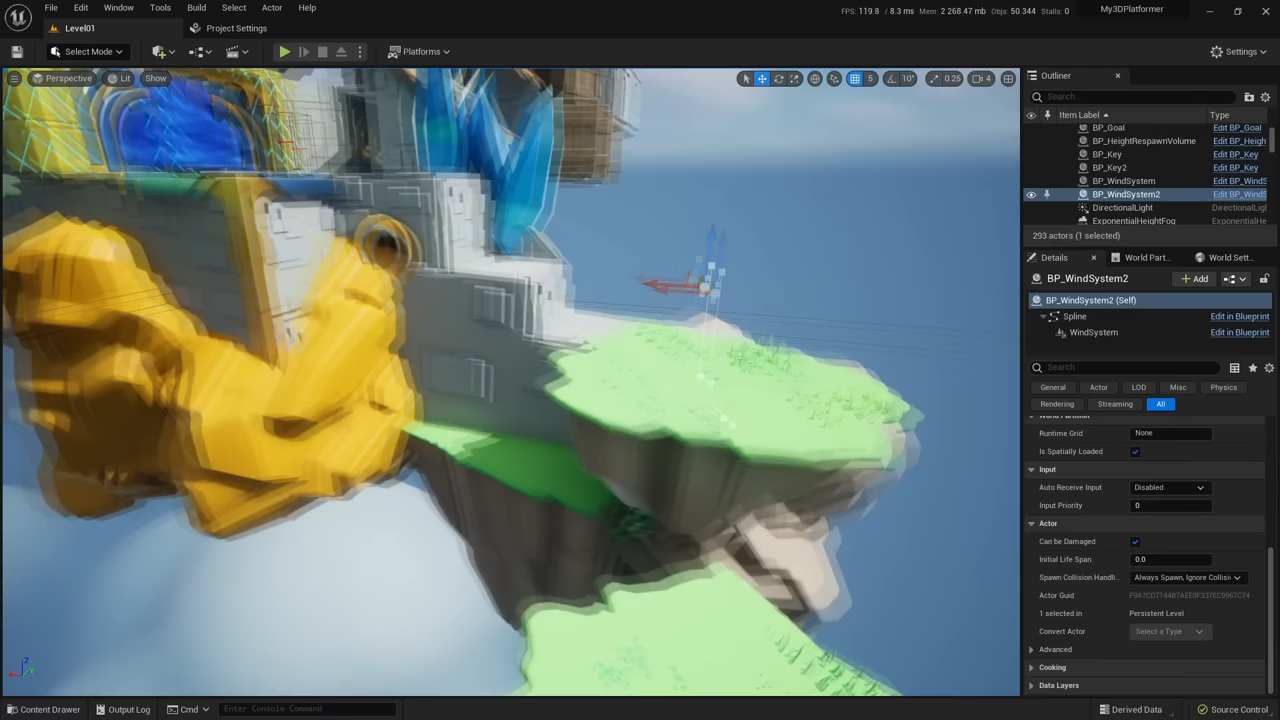 File Edit Window Tools Build Select Actor Help
FPS: 119.8 / 8.3 ms Mem: 2 268.47 mb Objs: 50 344 Stalls: 0
My3DPlatformer
Level01
Project Settings
Select Mode
Platforms
Settings
Perspective
Lit
Show
5
10°
0.25
4
Outliner
Search...
Item Label
Type
BP_Goal Edit BP_Goal
BP_HeightRespawnVolume Edit BP_Heigh
BP_Key Edit BP_Key
BP_Key2 Edit BP_Key
BP_WindSystem Edit BP_WindS
BP_WindSystem2 Edit BP_Wind
DirectionalLight DirectionalLigh
ExponentialHeightFog ExponentialHe
293 actors (1 selected)
Details
World Part...
World Sett...
BP_WindSystem2
Add
BP_WindSystem2 (Self)
Spline Edit in Blueprint
WindSystem Edit in Blueprint
Search
General Actor LOD Misc Physics
Rendering Streaming All
World Partition
Runtime Grid None
Is Spatially Loaded
Input
Auto Receive Input Disabled
Input Priority 0
Actor
Can be Damaged
Initial Life Span 0.0
Spawn Collision Handli... Always Spawn, Ignore Collisi
Actor Guid F9A7CD7144B7AEE0F337EC9967C74
1 selected in Persistent Level
Convert Actor Select a Type
Advanced
Cooking
Data Layers
Z
Y
Content Drawer
Output Log
Cmd
Enter Console Command
Derived Data
Source Control